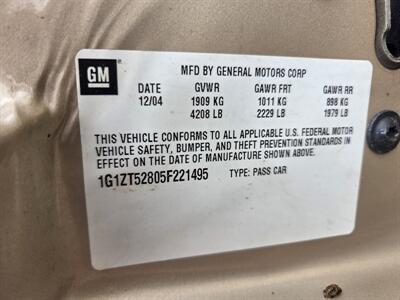 GM
MFD BY GENERAL MOTORS CORP
DATE GVWR GAWR FRT GAWR RR
12/04 1909 KG 1011 KG 898 KG
4208 LB 2229 LB 1979 LB
THIS VEHICLE CONFORMS TO ALL APPLICABLE U.S. FEDERAL MOTOR
VEHICLE SAFETY, BUMPER, AND THEFT PREVENTION STANDARDS IN
EFFECT ON THE DATE OF MANUFACTURE SHOWN ABOVE.
1G1ZT52805F221495 TYPE: PASS CAR